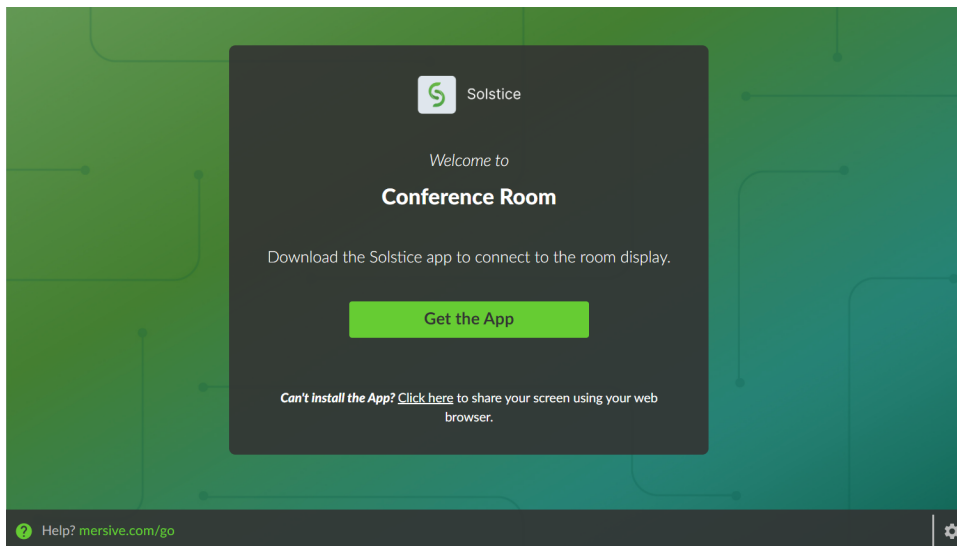 Solstice
Welcome to
Conference Room
Download the Solstice app to connect to the room display.
Get the App
Can't install the App? Click here to share your screen using your web
browser.
? Help? mersive.com/go